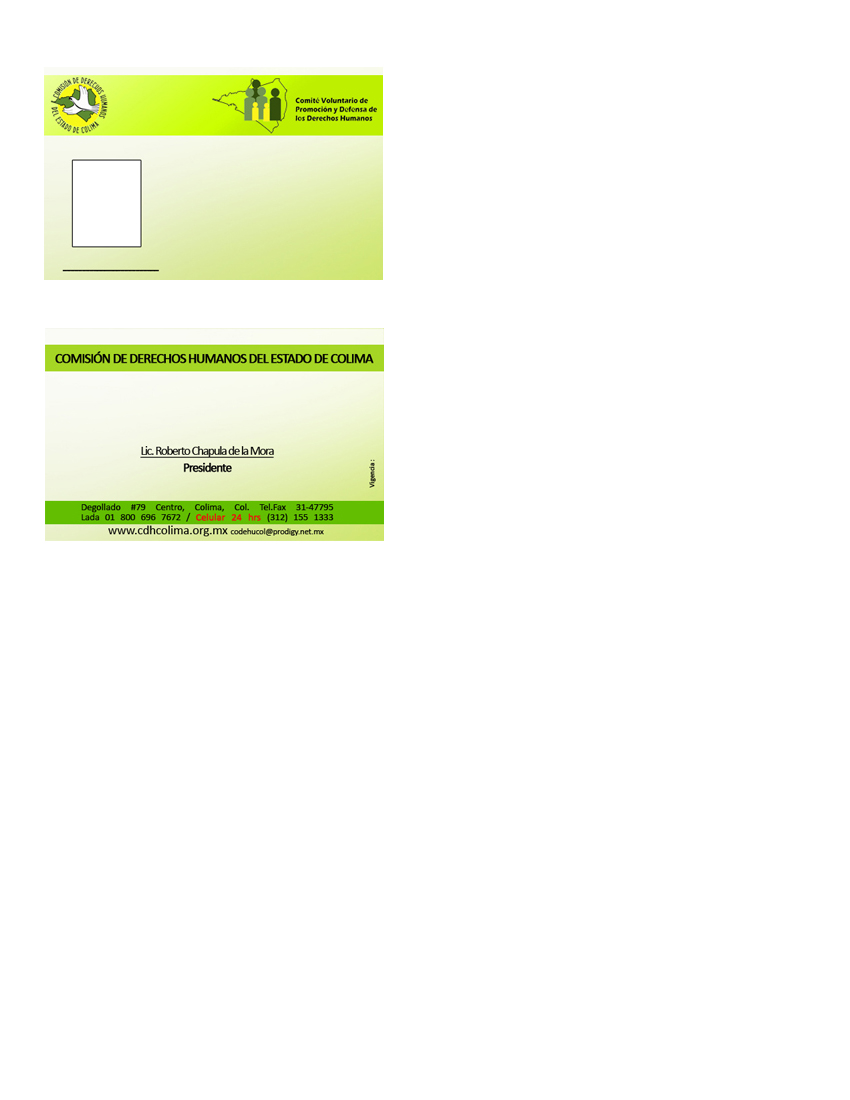 COMISIÓN DE DERECHOS HUMANOS
DEL ESTADO DE COLIMA
Comité Voluntario de
Promoción y Defensa de
los Derechos Humanos
COMISIÓN DE DERECHOS HUMANOS DEL ESTADO DE COLIMA
Lic. Roberto Chapula de la Mora
Presidente
Vigencia :
Degollado #79 Centro, Colima, Col. Tel.Fax 31-47795
Lada 01 800 696 7672 / Celular 24 hrs (312) 155 1333
www.cdhcolima.org.mx codehucol@prodigy.net.mx